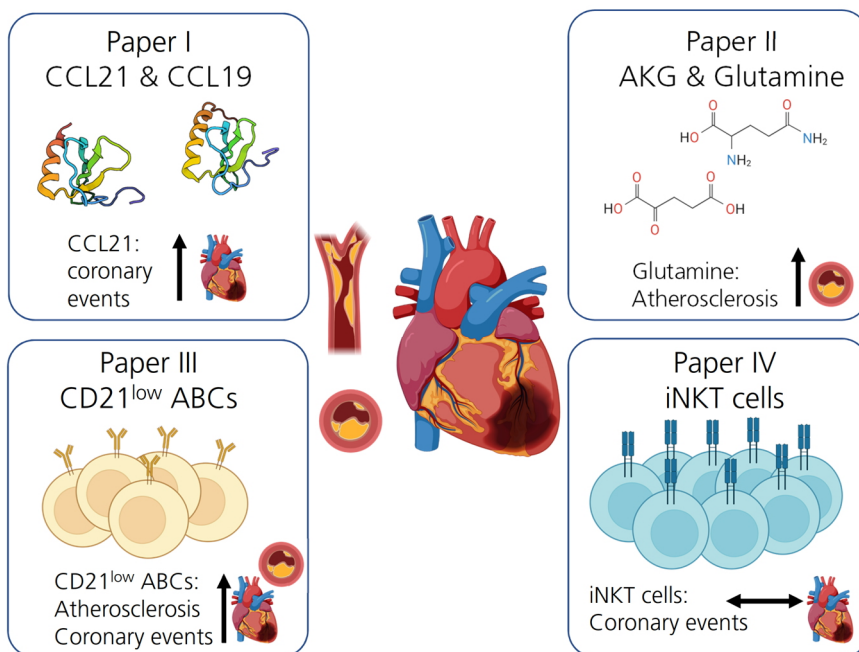 Paper I
CCL21 & CCL19
CCL21:
coronary
events
Paper II
AKG & Glutamine
O
HO
NH₂
NH₂
O
O
HO
OH
O
Glutamine:
Atherosclerosis
Paper III
CD21ˡᵒʷ ABCs
CD21ˡᵒʷ ABCs:
Atherosclerosis
Coronary events
Paper IV
iNKT cells
iNKT cells:
Coronary events